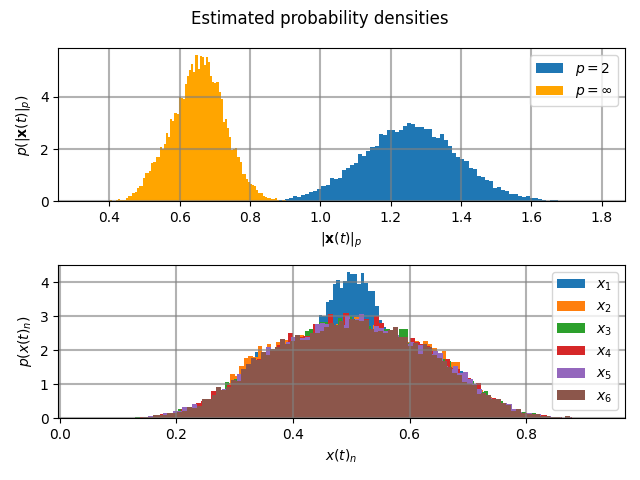 Estimated probability densities
p(|x(t)|p)
4
2
0
p = 2
p = ∞
0.4 0.6 0.8 1.0 1.2 1.4 1.6 1.8
|x(t)|p
p(x(t)n)
4
3
2
1
0
x1
x2
x3
x4
x5
x6
0.0 0.2 0.4 0.6 0.8
x(t)n